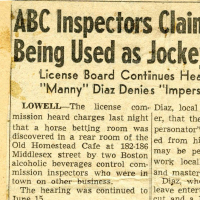 ABC Inspectors Clain
Being Used as Jocke
License Board Continues Hea
"Manny" Diaz Denies "Impers
LOWELL—The license com-
mission heard charges last night
that a horse betting room was
discovered in a rear room of the
Old Homestead Cafe at 182-186
Middlesex street by two Boston
alcoholic beverages control com-
mission inspectors who were in
town on other business.
The hearing was continued to
June 15
Diaz, local
er, that the
personator"
ed from hi
may be pe
work local
and master
Diaz, who
leave enter
cut and a